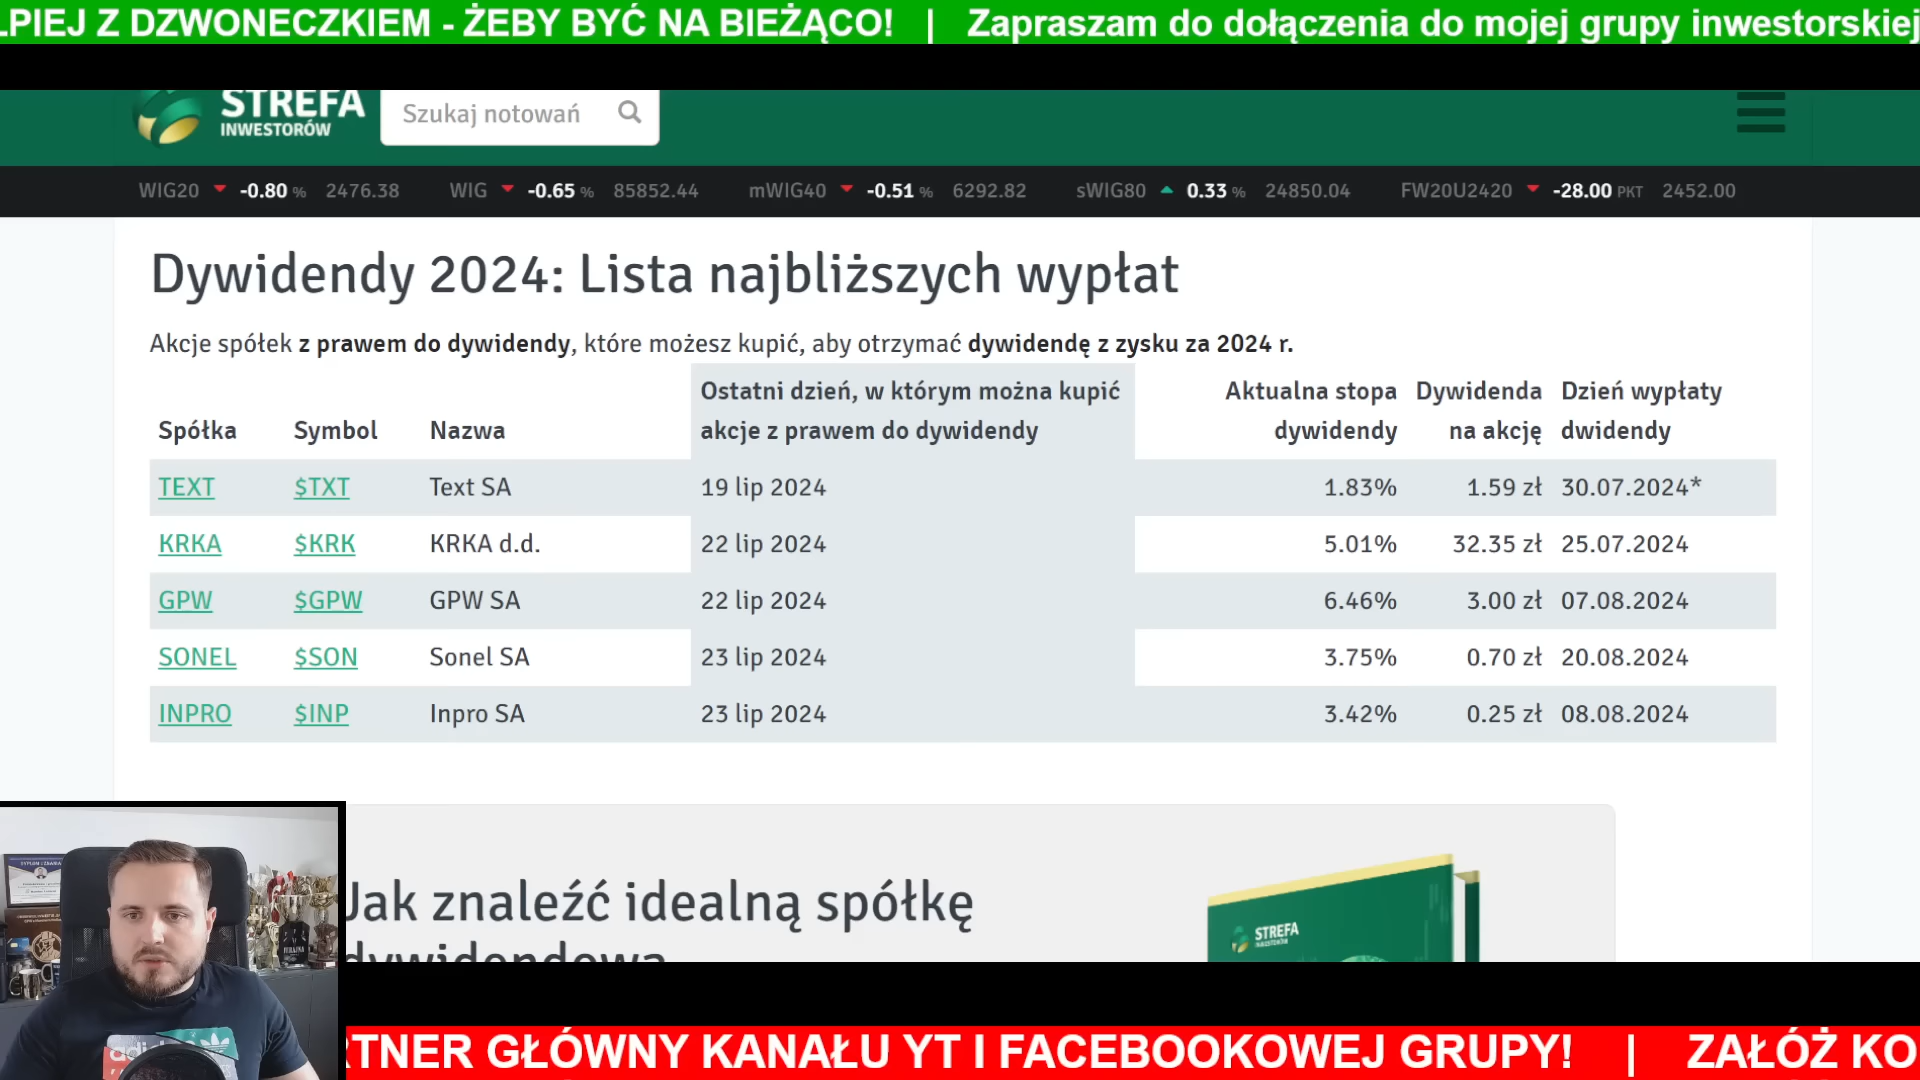 LPIEJ Z DZWONECZKIEM - ŻEBY BYĆ NA BIEŻĄCO! | Zapraszam do dołączenia do mojej grupy inwestorskiej
STREFA
INWESTORÓW
Szukaj notowań
WIG20 -0.80 % 2476.38 WIG -0.65 % 85852.44 mWIG40 -0.51 % 6292.82 sWIG80 0.33 % 24850.04 FW20U2420 -28.00 PKT 2452.00
Dywidendy 2024: Lista najbliższych wypłat
Akcje spółek z prawem do dywidendy, które możesz kupić, aby otrzymać dywidendę z zysku za 2024 r.
Ostatni dzień, w którym można kupić Aktualna stopa Dywidenda Dzień wypłaty
Spółka Symbol Nazwa akcje z prawem do dywidendy dywidendy na akcję dwidendy
TEXT $TXT Text SA 19 lip 2024 1.83% 1.59 zł 30.07.2024*
KRKA $KRK KRKA d.d. 22 lip 2024 5.01% 32.35 zł 25.07.2024
GPW $GPW GPW SA 22 lip 2024 6.46% 3.00 zł 07.08.2024
SONEL $SON Sonel SA 23 lip 2024 3.75% 0.70 zł 20.08.2024
INPRO $INP Inpro SA 23 lip 2024 3.42% 0.25 zł 08.08.2024
Jak znaleźć idealną spółkę
dywidendową
STREFA
INWESTORÓW
RTNER GŁÓWNY KANAŁU YT I FACEBOOKOWEJ GRUPY! | ZAŁÓŻ KO